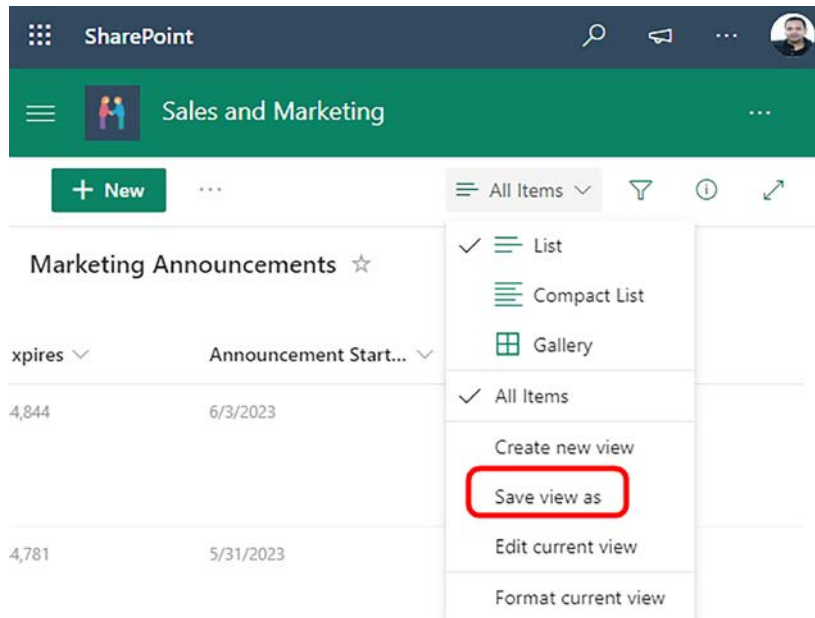 SharePoint
Sales and Marketing
New
All Items
Marketing Announcements
List
Compact List
Gallery
xpires
Announcement Start...
All Items
4,844
6/3/2023
Create new view
Save view as
4,781
5/31/2023
Edit current view
Format current view